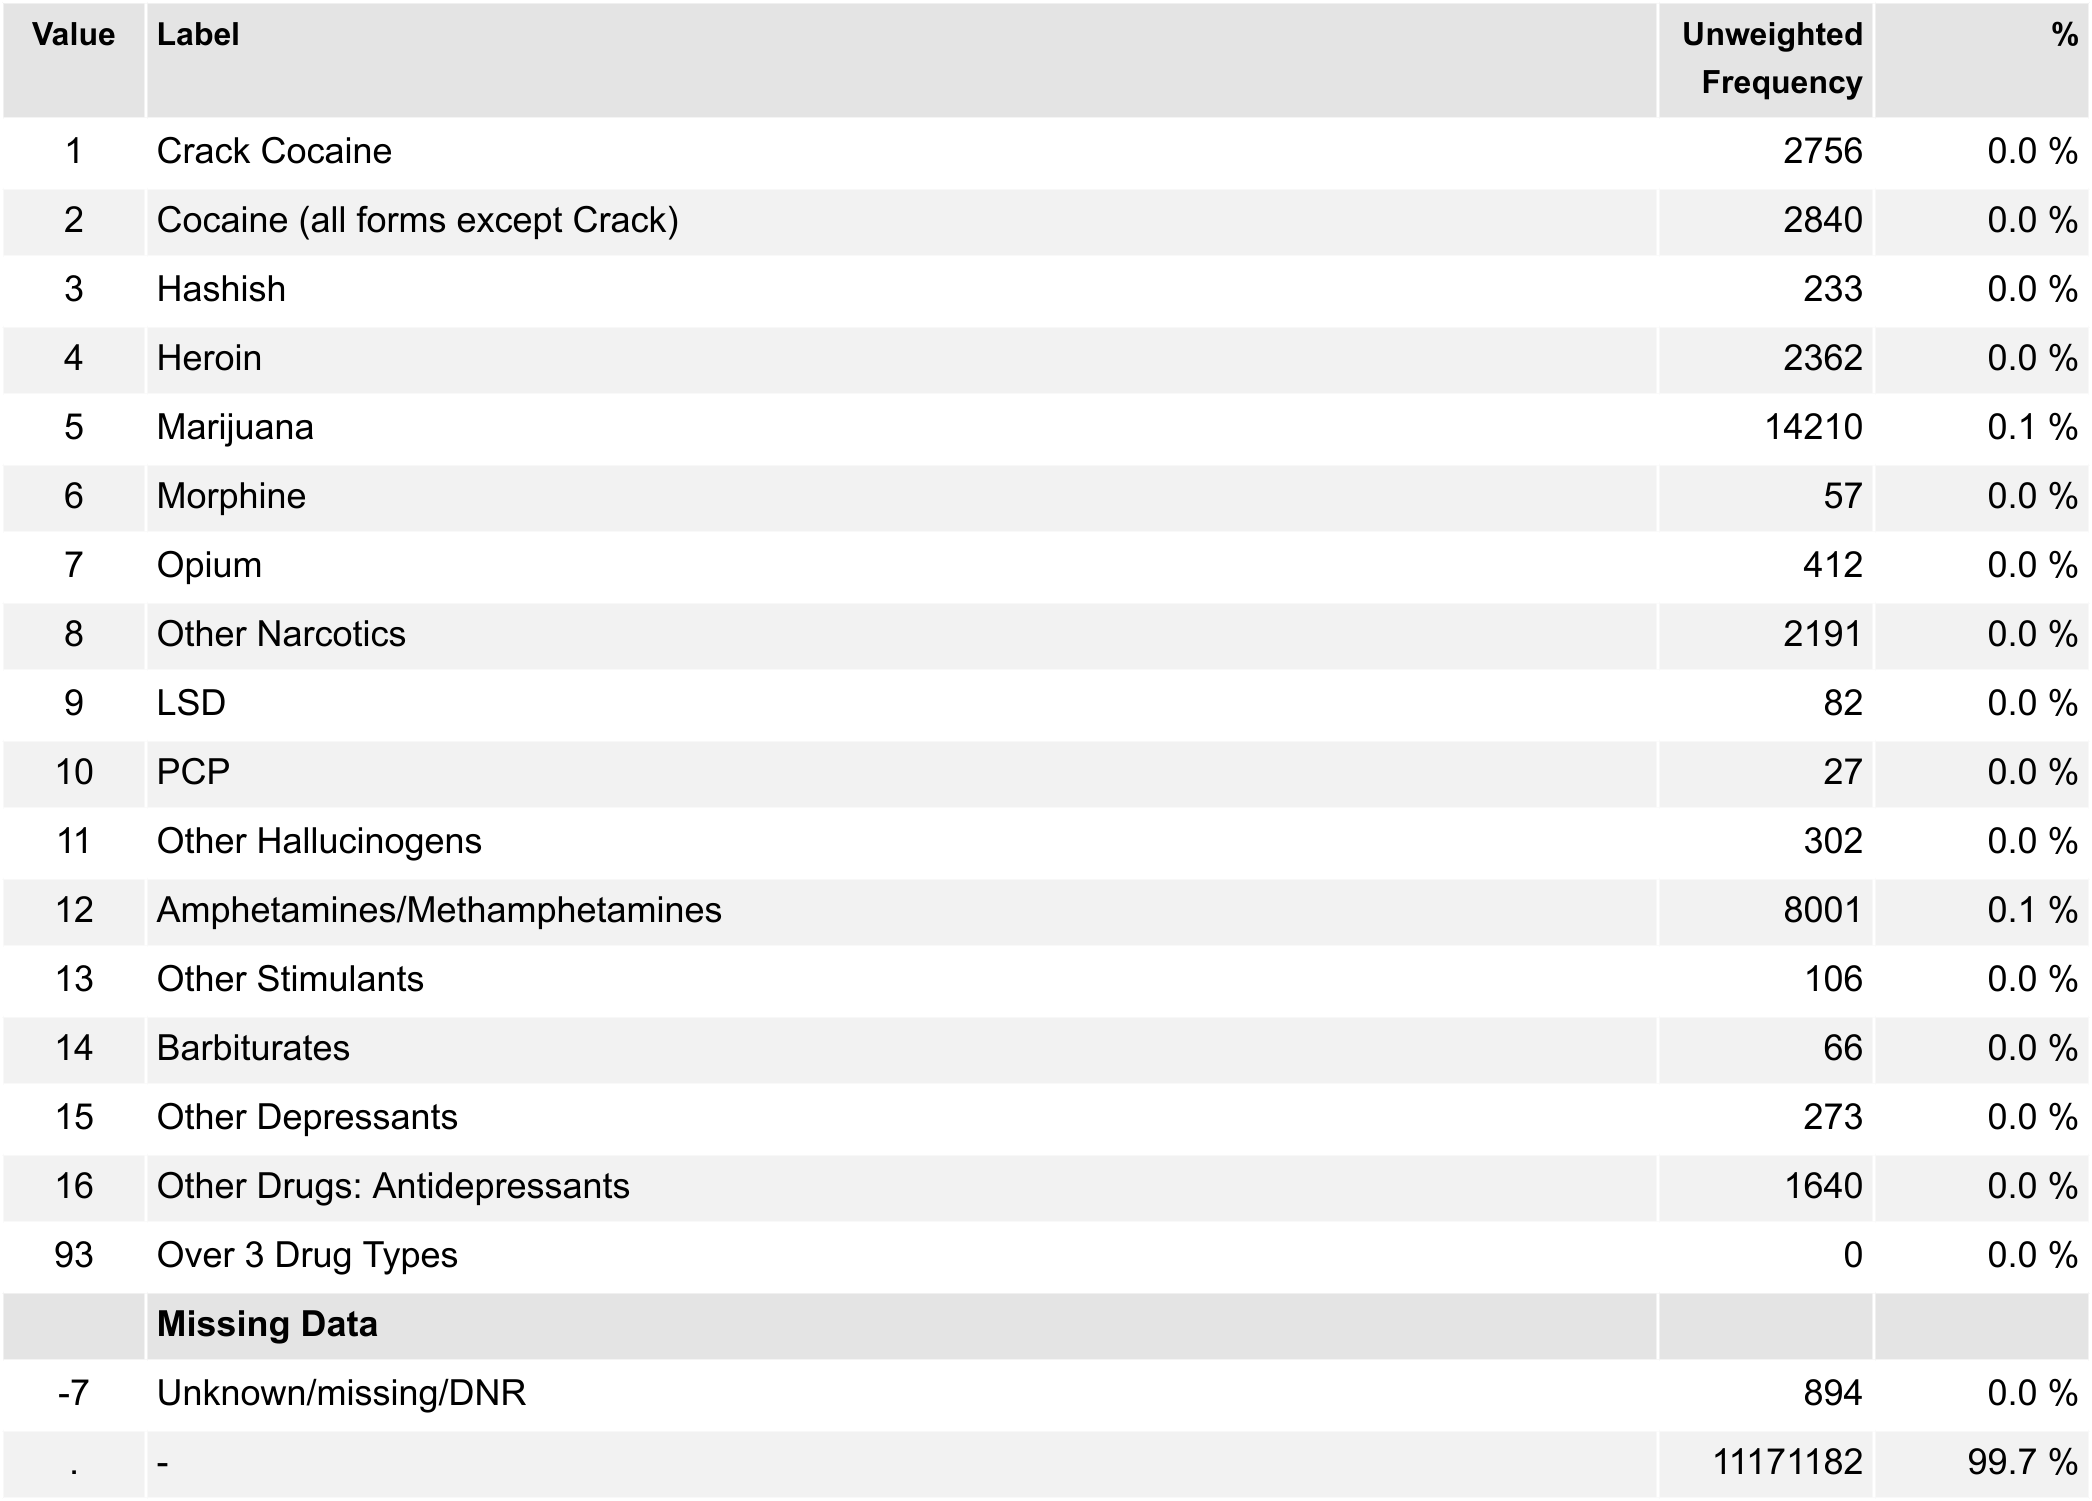 Value Label Unweighted Frequency %
1 Crack Cocaine 2756 0.0 %
2 Cocaine (all forms except Crack) 2840 0.0 %
3 Hashish 233 0.0 %
4 Heroin 2362 0.0 %
5 Marijuana 14210 0.1 %
6 Morphine 57 0.0 %
7 Opium 412 0.0 %
8 Other Narcotics 2191 0.0 %
9 LSD 82 0.0 %
10 PCP 27 0.0 %
11 Other Hallucinogens 302 0.0 %
12 Amphetamines/Methamphetamines 8001 0.1 %
13 Other Stimulants 106 0.0 %
14 Barbiturates 66 0.0 %
15 Other Depressants 273 0.0 %
16 Other Drugs: Antidepressants 1640 0.0 %
93 Over 3 Drug Types 0 0.0 %
Missing Data
-7 Unknown/missing/DNR 894 0.0 %
. - 11171182 99.7 %